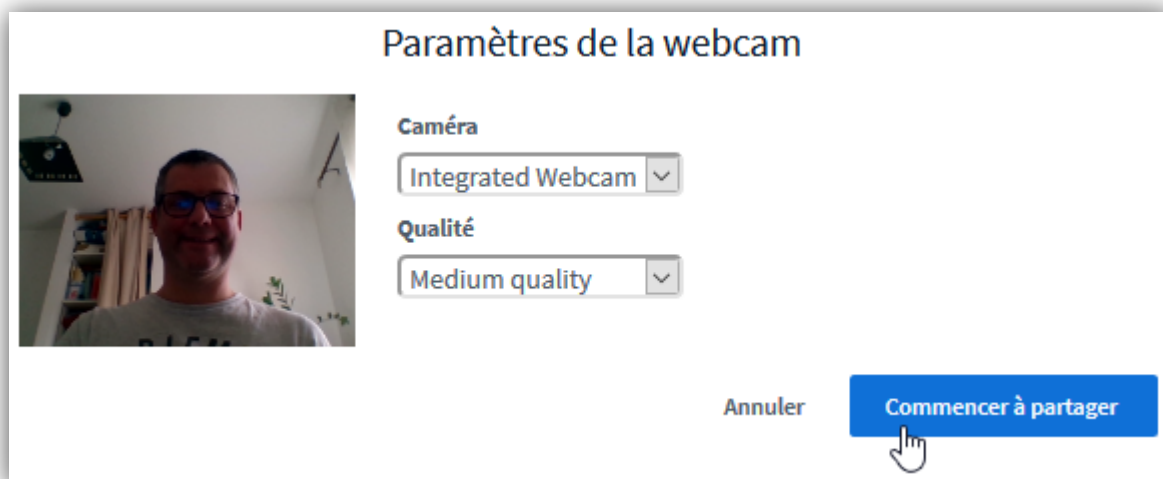 Paramètres de la webcam
Caméra
Integrated Webcam
Qualité
Medium quality
Annuler
Commencer à partager